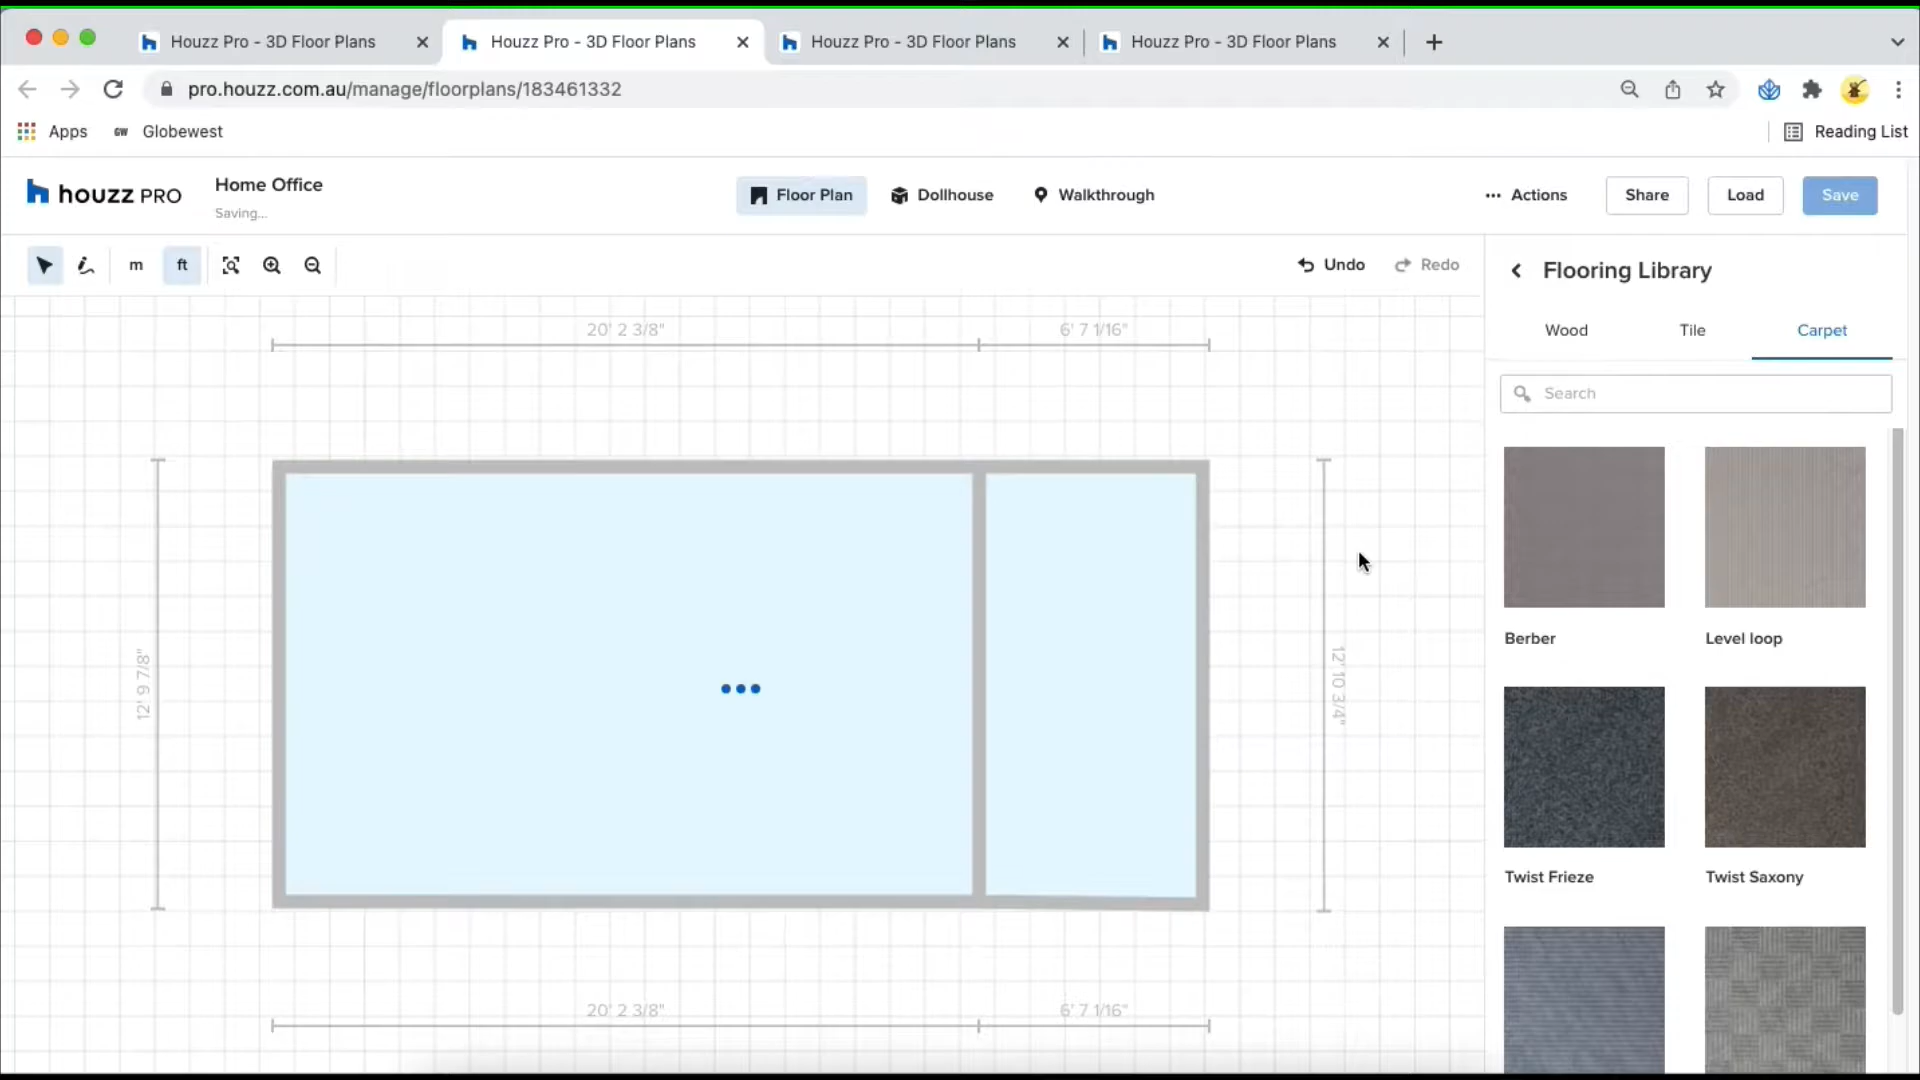 Houzz Pro - 3D Floor Plans
Houzz Pro - 3D Floor Plans
Houzz Pro - 3D Floor Plans
Houzz Pro - 3D Floor Plans
pro.houzz.com.au/manage/floorplans/183461332
Apps
GW Globewest
Reading List
houzz PRO
Home Office
Saving...
Floor Plan
Dollhouse
Walkthrough
Actions
Share
Load
Save
m
ft
Undo
Redo
Flooring Library
Wood
Tile
Carpet
Search
20' 2 3/8"
6' 7 1/16"
12' 9 7/8"
12' 10 3/4"
20' 2 3/8"
6' 7 1/16"
Berber
Level loop
Twist Frieze
Twist Saxony